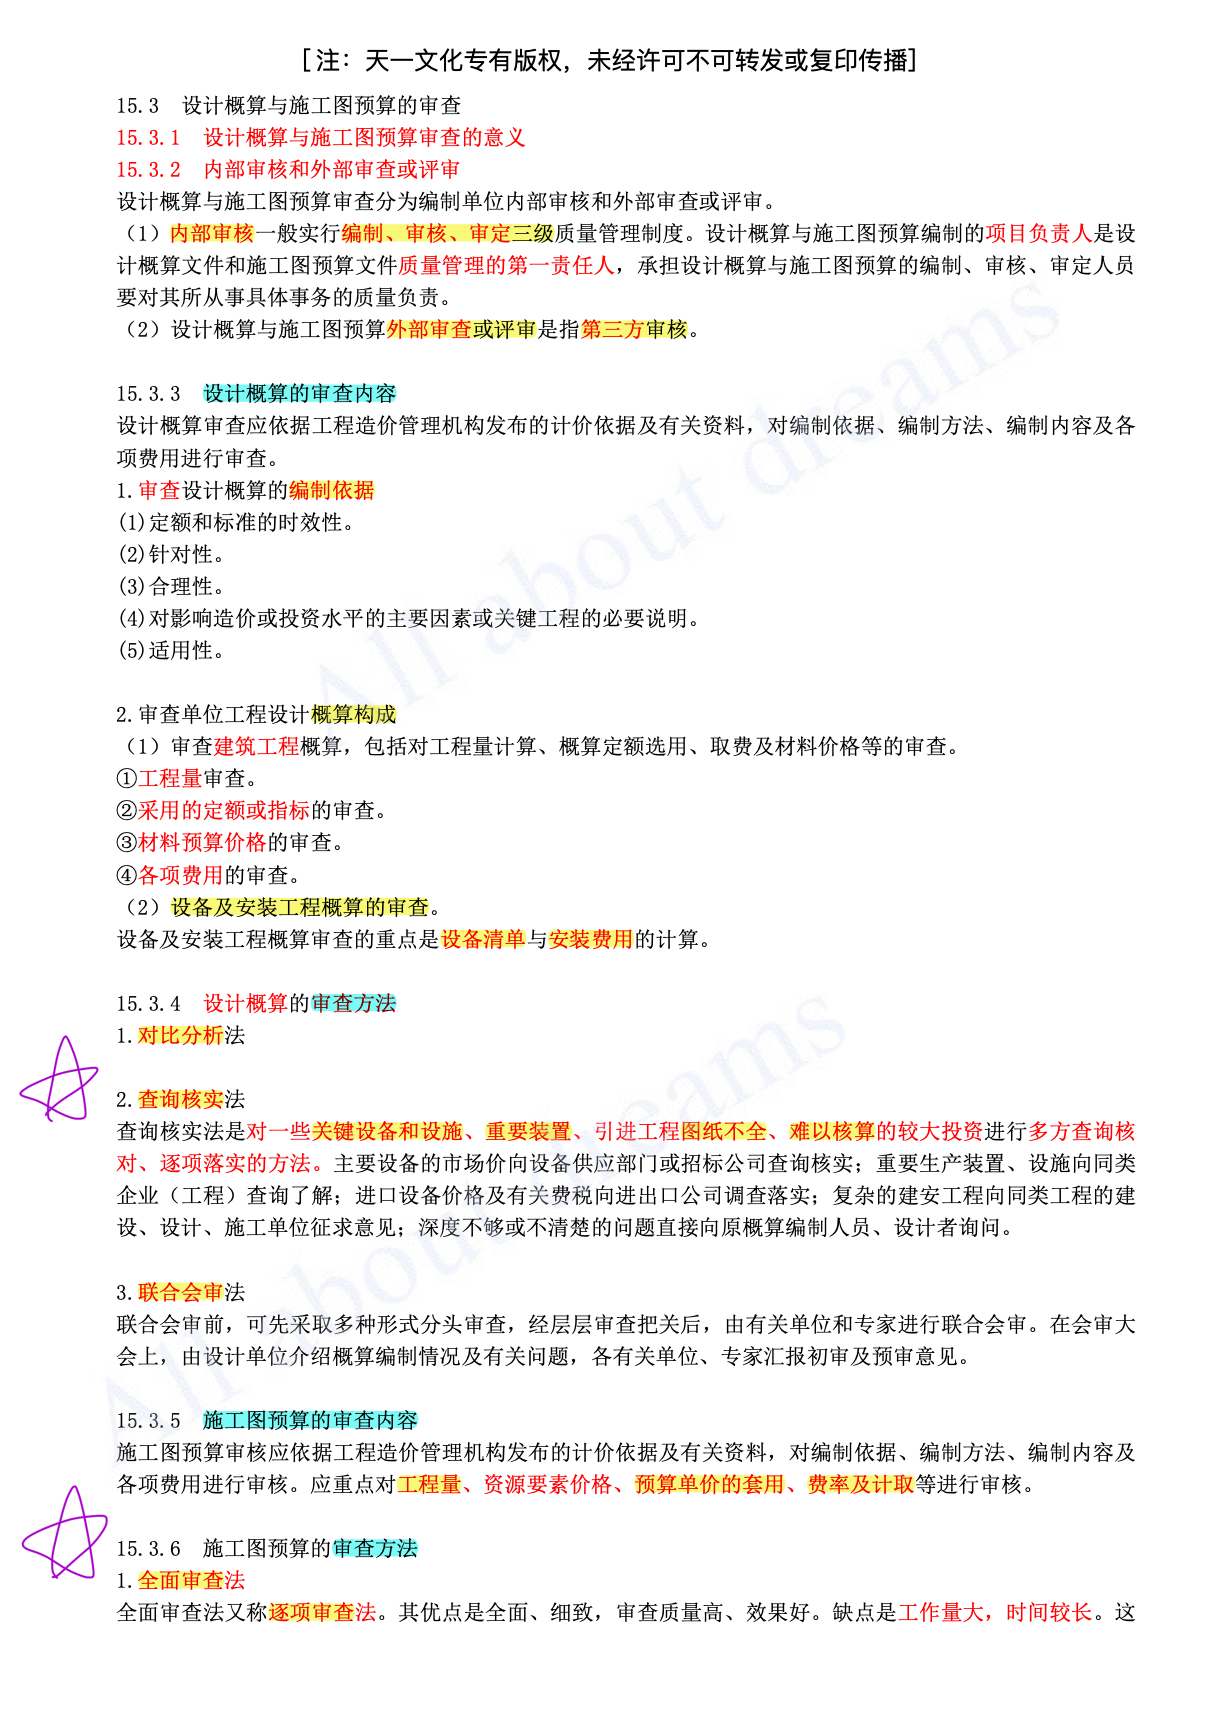 [注：天一文化专有版权，未经许可不可转发或复印传播]
15.3 设计概算与施工图预算的审查
15.3.1 设计概算与施工图预算审查的意义
15.3.2 内部审核和外部审查或评审
设计概算与施工图预算审查分为编制单位内部审核和外部审查或评审。
（1）内部审核一般实行编制、审核、审定三级质量管理制度。设计概算与施工图预算编制的项目负责人是设
计概算文件和施工图预算文件质量管理的第一责任人，承担设计概算与施工图预算的编制、审核、审定人员
要对其所从事具体事务的质量负责。
（2）设计概算与施工图预算外部审查或评审是指第三方审核。
15.3.3 设计概算的审查内容
设计概算审查应依据工程造价管理机构发布的计价依据及有关资料，对编制依据、编制方法、编制内容及各
项费用进行审查。
1.审查设计概算的编制依据
(1)定额和标准的时效性。
(2)针对性。
(3)合理性。
(4)对影响造价或投资水平的主要因素或关键工程的必要说明。
(5)适用性。
2.审查单位工程设计概算构成
（1）审查建筑工程概算，包括对工程量计算、概算定额选用、取费及材料价格等的审查。
①工程量审查。
②采用的定额或指标的审查。
③材料预算价格的审查。
④各项费用的审查。
（2）设备及安装工程概算的审查。
设备及安装工程概算审查的重点是设备清单与安装费用的计算。
15.3.4 设计概算的审查方法
1.对比分析法
2.查询核实法
查询核实法是对一些关键设备和设施、重要装置、引进工程图纸不全、难以核算的较大投资进行多方查询核
对、逐项落实的方法。主要设备的市场价向设备供应部门或招标公司查询核实；重要生产装置、设施向同类
企业（工程）查询了解；进口设备价格及有关费税向进出口公司调查落实；复杂的建安工程向同类工程的建
设、设计、施工单位征求意见；深度不够或不清楚的问题直接向原概算编制人员、设计者询问。
3.联合会审法
联合会审前，可先采取多种形式分头审查，经层层审查把关后，由有关单位和专家进行联合会审。在会审大
会上，由设计单位介绍概算编制情况及有关问题，各有关单位、专家汇报初审及预审意见。
15.3.5 施工图预算的审查内容
施工图预算审核应依据工程造价管理机构发布的计价依据及有关资料，对编制依据、编制方法、编制内容及
各项费用进行审核。应重点对工程量、资源要素价格、预算单价的套用、费率及计取等进行审核。
15.3.6 施工图预算的审查方法
1.全面审查法
全面审查法又称逐项审查法。其优点是全面、细致，审查质量高、效果好。缺点是工作量大，时间较长。这
All about dreams
All about dreams